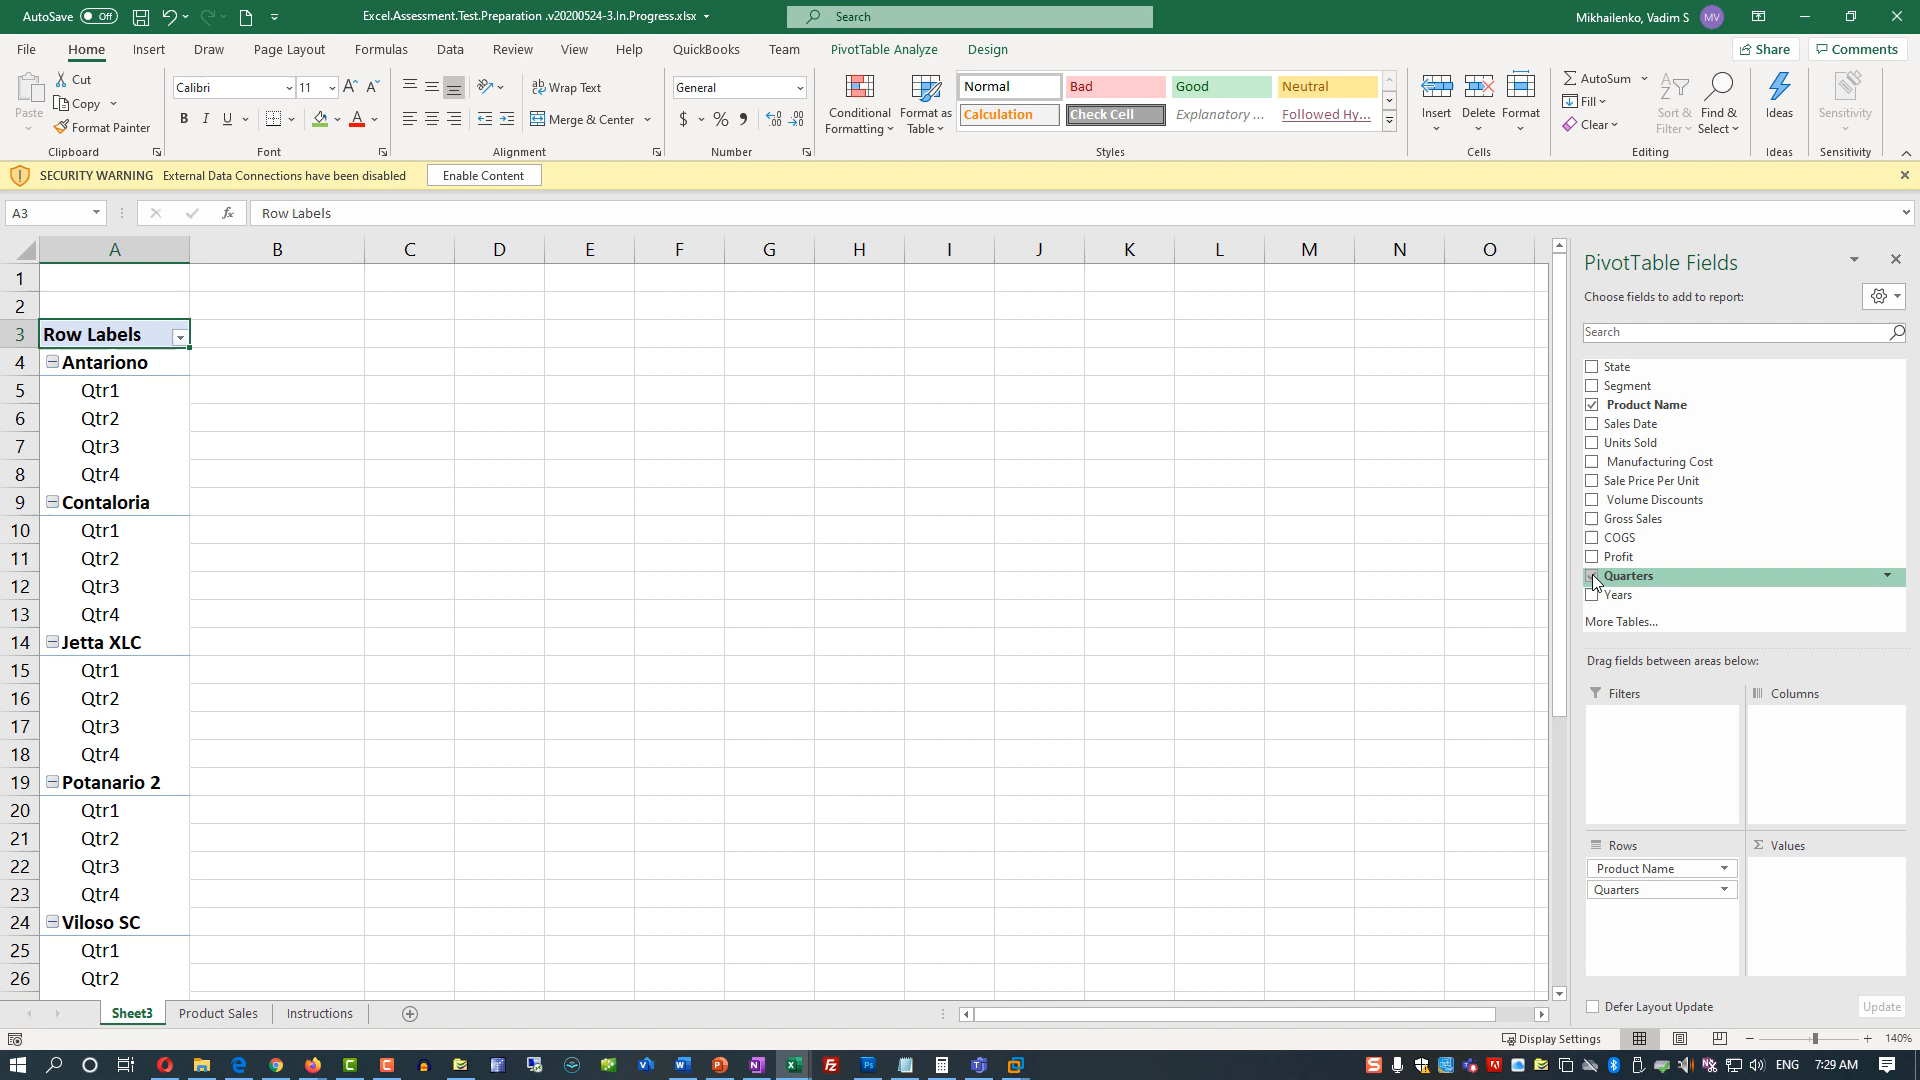 AutoSave Off Excel.Assessment.Test.Preparation .v20200524-3.In.Progress.xlsx Search Mikhailenko, Vadim S MV
File Home Insert Draw Page Layout Formulas Data Review View Help QuickBooks Team PivotTable Analyze Design Share Comments
Paste Cut Copy Format Painter
Clipboard
Calibri 11 A A
B I U A
Font
Wrap Text
Merge & Center
Alignment
General
$ % 9
Number
Conditional Formatting Format as Table
Normal Bad Good Neutral
Calculation Check Cell Explanatory ... Followed Hy...
Styles
Insert Delete Format
Cells
AutoSum Fill Clear Sort & Filter Find & Select
Editing
Ideas
Ideas
Sensitivity
Sensitivity
SECURITY WARNING External Data Connections have been disabled Enable Content
A3 fx Row Labels
A B C D E F G H I J K L M N O
1
2
3 Row Labels
4 Antariono
5 Qtr1
6 Qtr2
7 Qtr3
8 Qtr4
9 Contaloria
10 Qtr1
11 Qtr2
12 Qtr3
13 Qtr4
14 Jetta XLC
15 Qtr1
16 Qtr2
17 Qtr3
18 Qtr4
19 Potanario 2
20 Qtr1
21 Qtr2
22 Qtr3
23 Qtr4
24 Viloso SC
25 Qtr1
26 Qtr2
PivotTable Fields
Choose fields to add to report:
Search
State
Segment
Product Name
Sales Date
Units Sold
Manufacturing Cost
Sale Price Per Unit
Volume Discounts
Gross Sales
COGS
Profit
Quarters
Years
More Tables...
Drag fields between areas below:
Filters Columns
Rows Values
Product Name
Quarters
Defer Layout Update Update
Sheet3 Product Sales Instructions
Display Settings 140%
ENG 7:29 AM